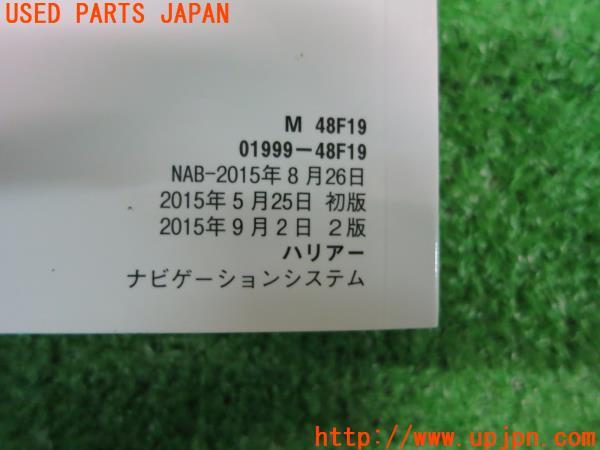 USED PARTS JAPAN
M 48F19
01999-48F19
NAB-2015年8月26日
2015年5月25日 初版
2015年9月2日 2版
ハリアー
ナビゲーションシステム
http://www.upjpn.com